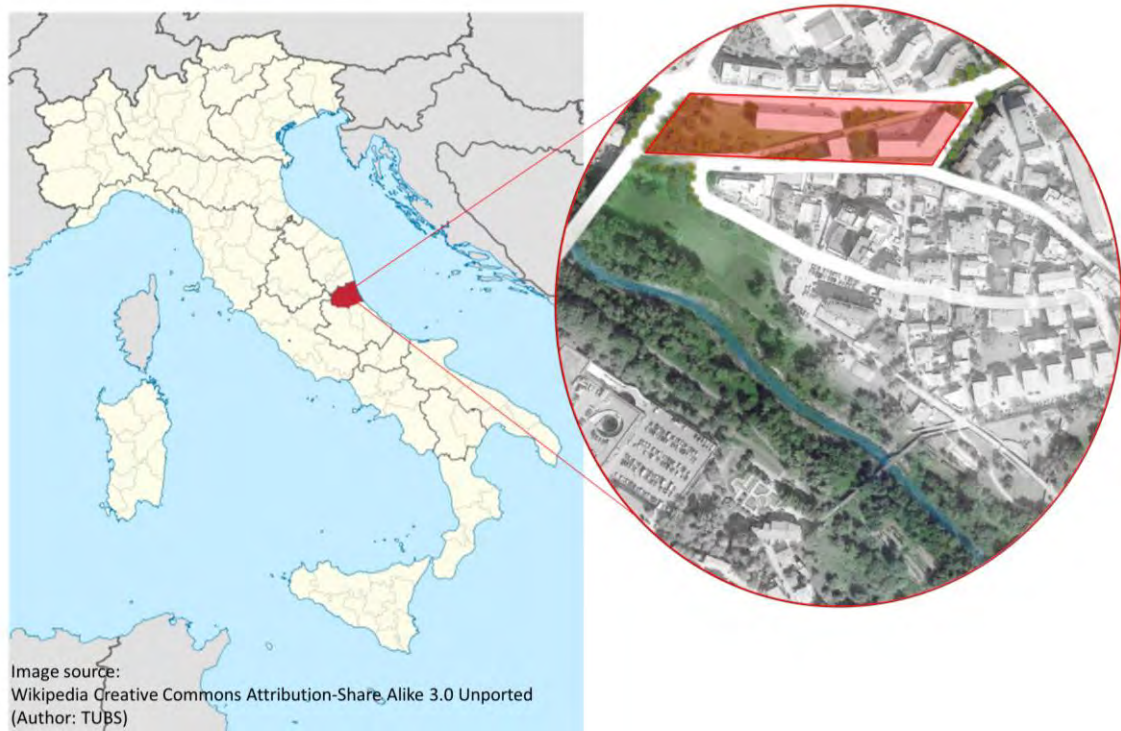 Image source:
Wikipedia Creative Commons Attribution-Share Alike 3.0 Unported
(Author: TUBS)